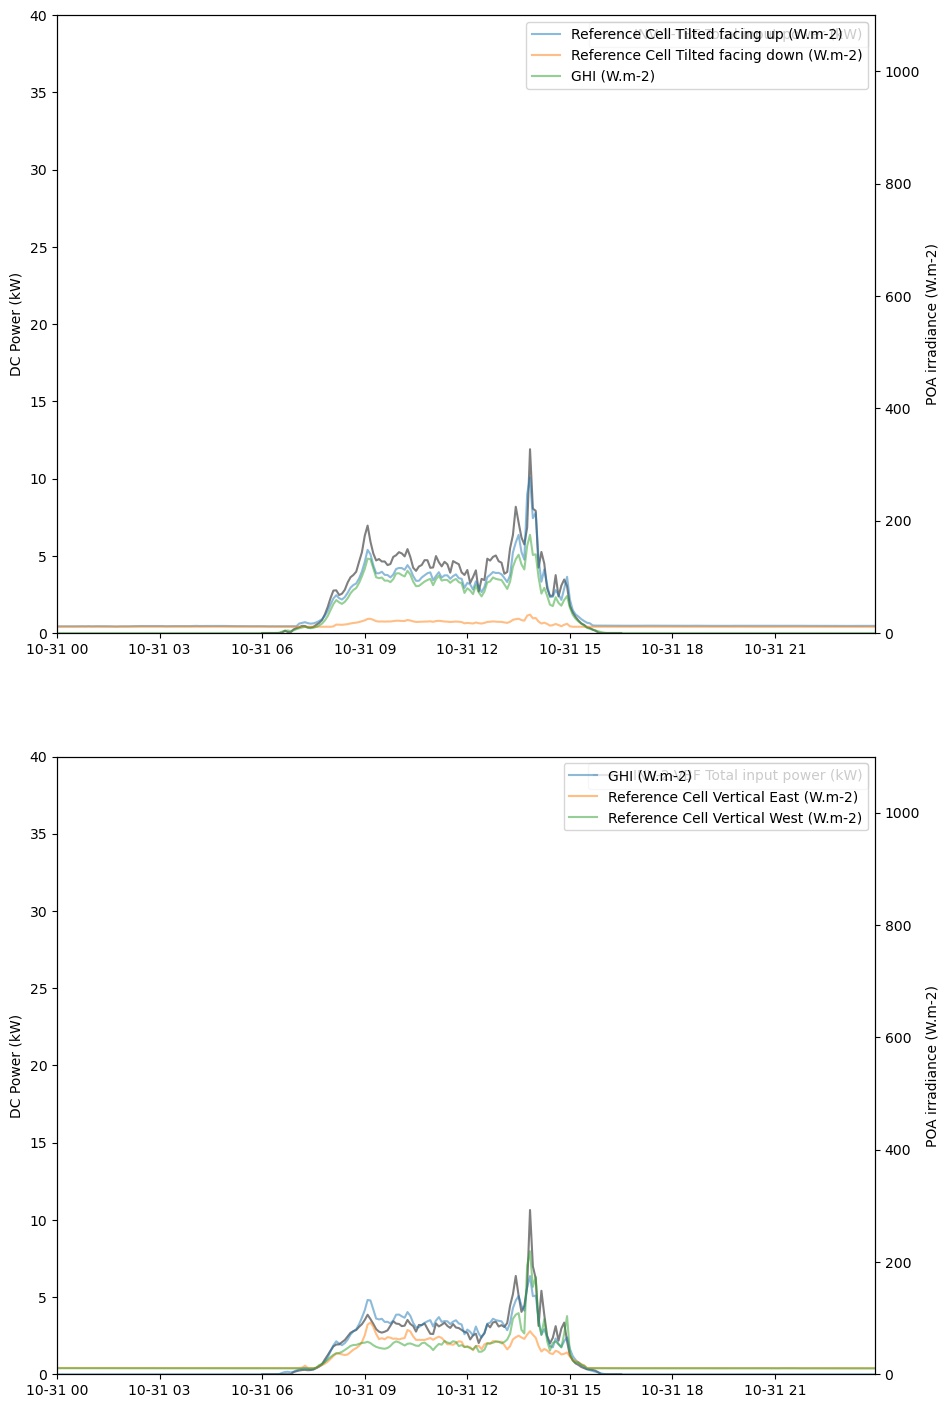 40
35
30
25
20
15
10
5
0
DC Power (kW)
Reference Cell Tilted facing up (W.m-2)
Reference Cell Tilted facing down (W.m-2)
GHI (W.m-2)
1000
800
600
400
200
0
POA irradiance (W.m-2)
10-31 00 10-31 03 10-31 06 10-31 09 10-31 12 10-31 15 10-31 18 10-31 21
40
35
30
25
20
15
10
5
0
DC Power (kW)
GHI (W.m-2)
Total input power (kW)
Reference Cell Vertical East (W.m-2)
Reference Cell Vertical West (W.m-2)
1000
800
600
400
200
0
POA irradiance (W.m-2)
10-31 00 10-31 03 10-31 06 10-31 09 10-31 12 10-31 15 10-31 18 10-31 21